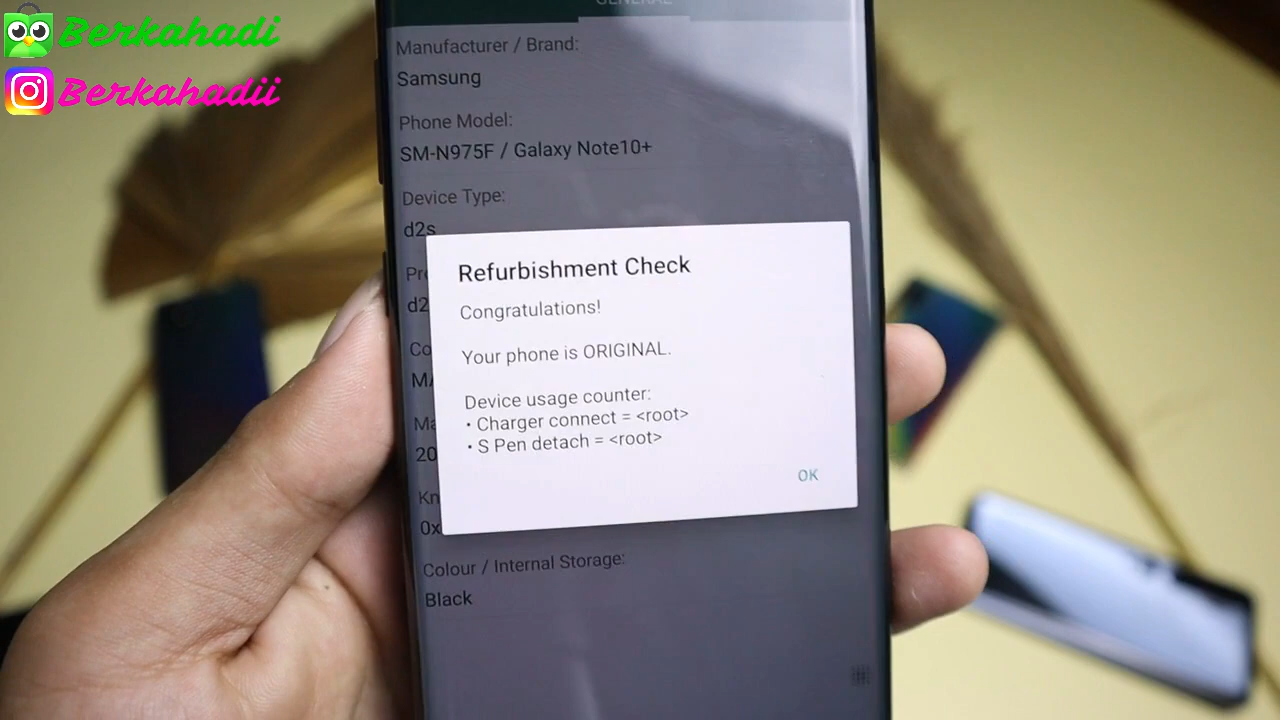 Berkahadi
Berkahadii
GENERAL
Manufacturer / Brand:
Samsung
Phone Model:
SM-N975F / Galaxy Note10+
Device Type:
d2s
Refurbishment Check
Congratulations!
Your phone is ORIGINAL.
Device usage counter:
• Charger connect = <root>
• S Pen detach = <root>
OK
Colour / Internal Storage:
Black